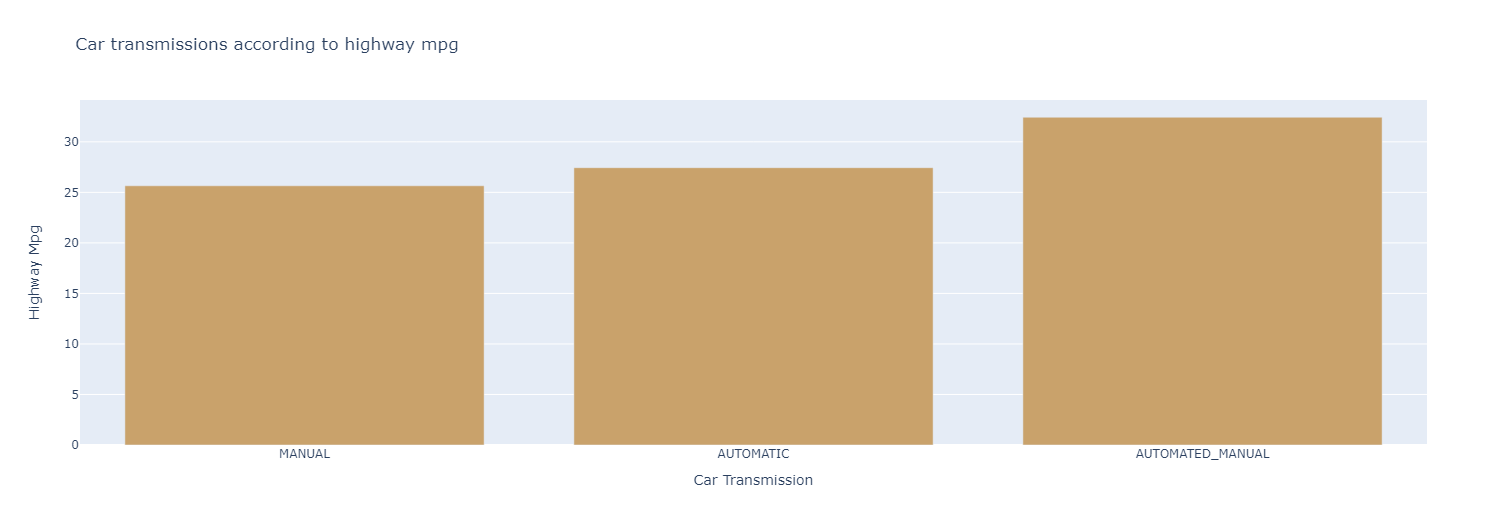 Car transmissions according to highway mpg
Highway Mpg
30
25
20
15
10
5
0
MANUAL
AUTOMATIC
AUTOMATED_MANUAL
Car Transmission